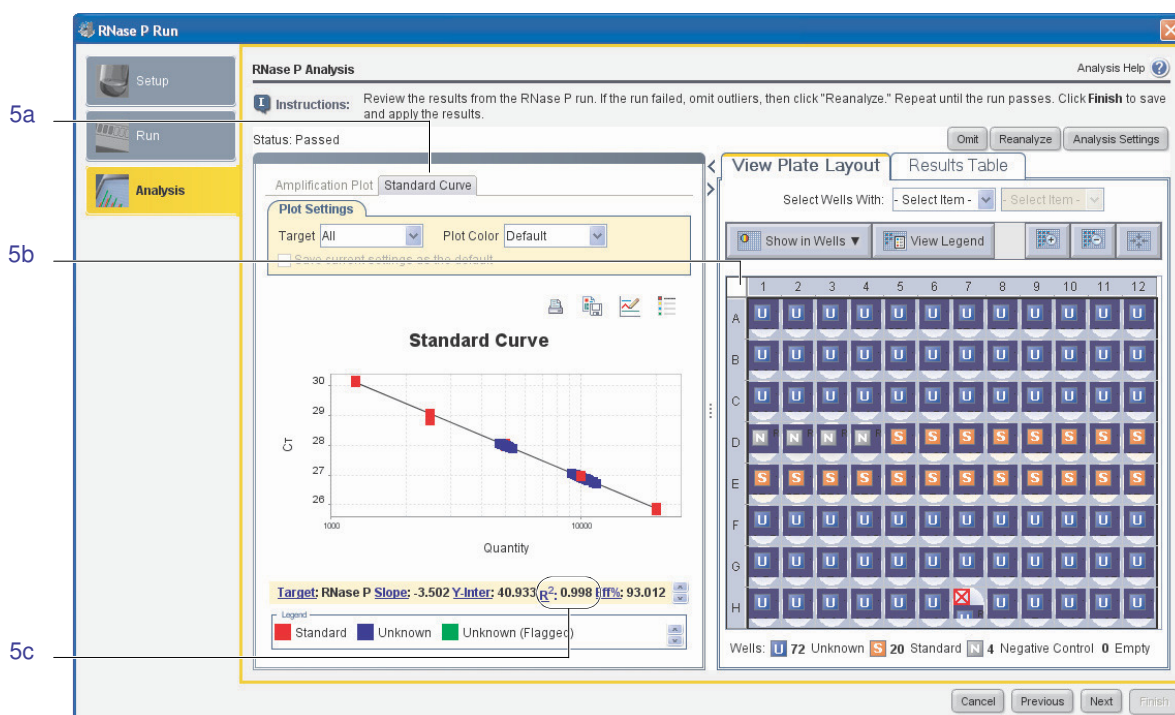 RNase P Run
5a
5b
5c
Setup
Run
Analysis
RNase P Analysis
Analysis Help ?
I Instructions: Review the results from the RNase P run. If the run failed, omit outliers, then click "Reanalyze." Repeat until the run passes. Click Finish to save
and apply the results.
Status: Passed
Omit Reanalyze Analysis Settings
Amplification Plot Standard Curve
Plot Settings
Target All Plot Color Default
Save current settings as the default
Standard Curve
30
29
28
27
26
CT
1000 10000
Quantity
Target: RNase P Slope: -3.502 Y-Inter: 40.933 R2: 0.998 Eff%: 93.012
Legend
Standard Unknown Unknown (Flagged)
View Plate Layout Results Table
Select Wells With: - Select Item - - Select Item -
Show in Wells ▼ View Legend
1 2 3 4 5 6 7 8 9 10 11 12
A U U U U U U U U U U U U
B U U U U U U U U U U U U
C U U U U U U U U U U U U
D N N N N S S S S S S S S
E S S S S S S S S S S S S
F U U U U U U U U U U U U
G U U U U U U U U U U U U
H U U U U U U U U U U U U
Wells: U 72 Unknown S 20 Standard N 4 Negative Control 0 Empty
Cancel Previous Next Finish